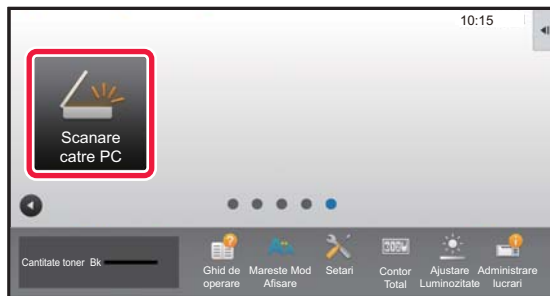 10:15
Scanare
catre PC
Cantitate toner Bk
Ghid de
operare
Mareste Mod
Afisare
Setari
Contor
Total
Ajustare
Luminozitate
Administrare
lucrari